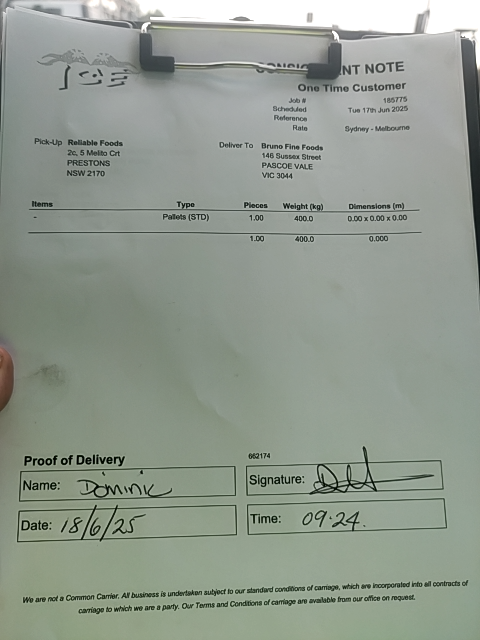 CONSIGNMENT NOTE
One Time Customer
Job # 185775
Scheduled Tue 17th Jun 2025
Reference
Rate Sydney - Melbourne
Pick-Up Reliable Foods
2c, 5 Melito Crt
PRESTONS
NSW 2170
Deliver To Bruno Fine Foods
146 Sussex Street
PASCOE VALE
VIC 3044
Items Type Pieces Weight (kg) Dimensions (m)
- Pallets (STD) 1.00 400.0 0.00 x 0.00 x 0.00
1.00 400.0 0.000
Proof of Delivery
662174
Name: Dominic
Signature:
Date: 18/6/25
Time: 09:24.
We are not a Common Carrier. All business is undertaken subject to our standard conditions of carriage, which are incorporated into all contracts of
carriage to which we are a party. Our Terms and Conditions of carriage are available from our office on request.